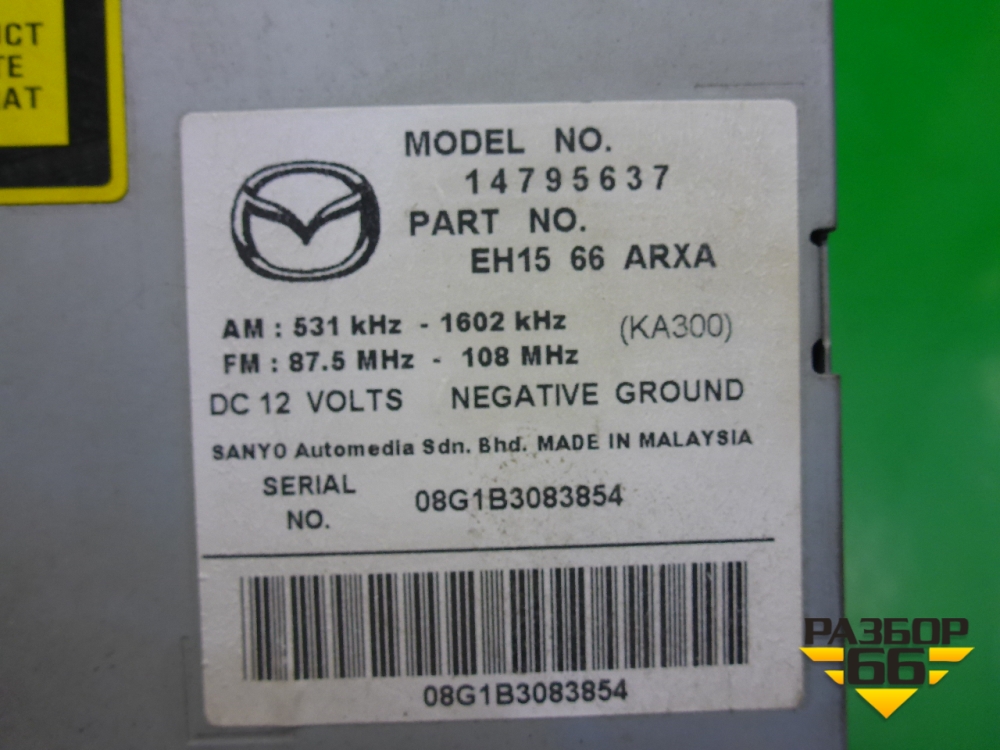 MODEL NO.
14795637
PART NO.
EH15 66 ARXA
AM : 531 kHz - 1602 kHz (KA300)
FM : 87.5 MHz - 108 MHz
DC 12 VOLTS NEGATIVE GROUND
SANYO Automedia Sdn. Bhd. MADE IN MALAYSIA
SERIAL NO. 08G1B3083854
08G1B3083854
РАЗБОР
66